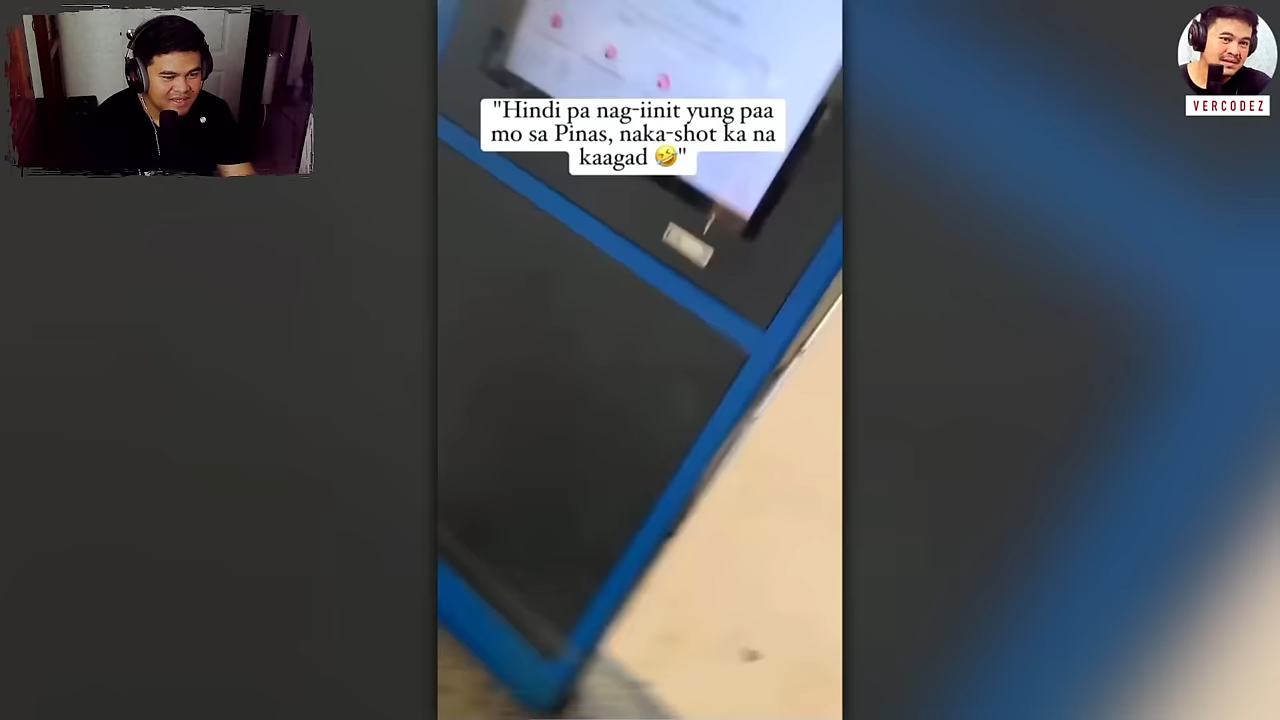 "Hindi pa nag-iinit yung paa
mo sa Pinas, naka-shot ka na
kaagad 🤣"
VERCODEZ